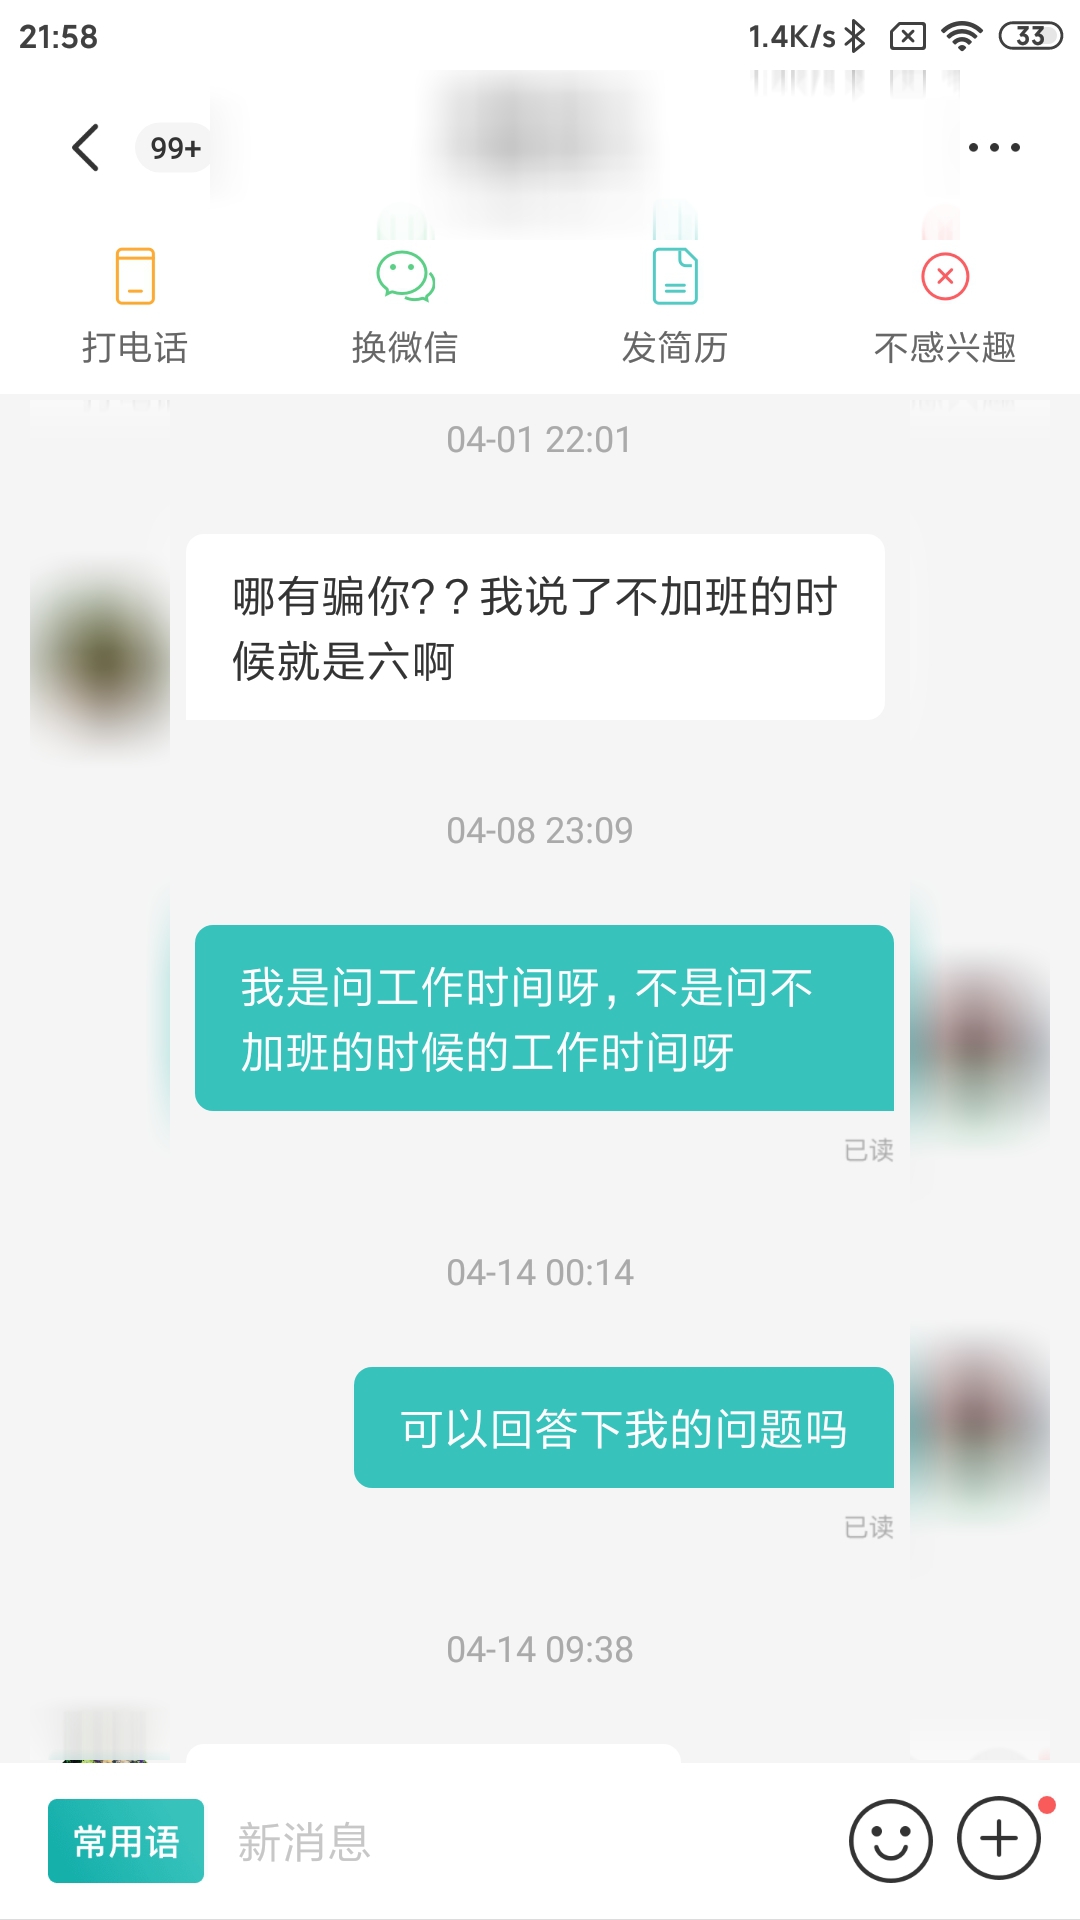 21:58
1.4K/s
33
99+
打电话
换微信
发简历
不感兴趣
04-01 22:01
哪有骗你？？我说了不加班的时
候就是六啊
04-08 23:09
我是问工作时间呀，不是问不
加班的时候的工作时间呀
已读
04-14 00:14
可以回答下我的问题吗
已读
04-14 09:38
常用语
新消息